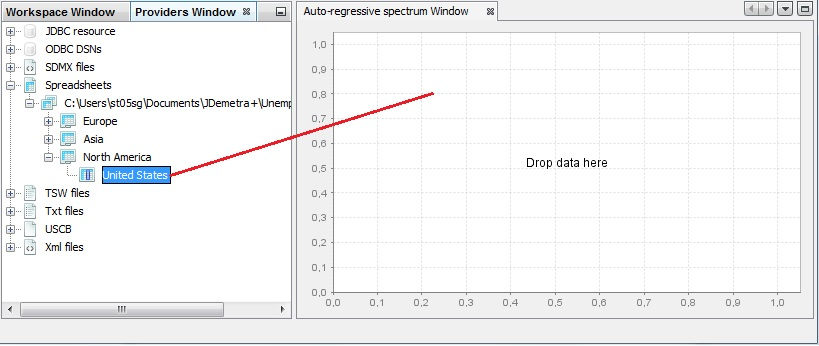 Workspace Window
Providers Window
JDBC resource
ODBC DSNs
SDMX files
Spreadsheets
C:\Users\st05sg\Documents\JDemetra+\Unemp
Europe
Asia
North America
United States
TSW files
Txt files
USCB
Xml files
Auto-regressive spectrum Window
1,0
0,9
0,8
0,7
0,6
0,5
0,4
0,3
0,2
0,1
0,0
Drop data here
0,0 0,1 0,2 0,3 0,4 0,5 0,6 0,7 0,8 0,9 1,0